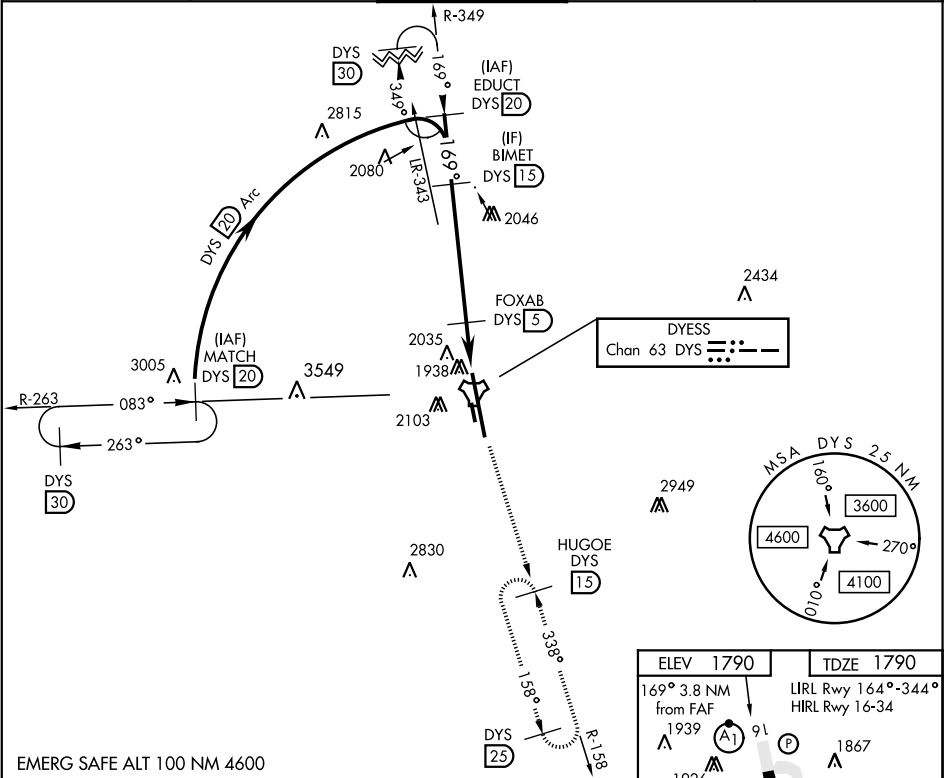 R-349
DYS
30
169°
349°
(IAF)
EDUCT
DYS 20
2815
169°
(IF)
BIMET
DYS 15
2080
LR-343
2046
DYS 20 Arc
2434
FOXAB
DYS 5
DYESS
Chan 63 DYS
(IAF)
MATCH
DYS 20
2035
1938
3005
3549
R-263
083°
2103
263°
DYS
30
MSA DYS 25 NM
160°
3600
4600
270°
4100
010°
2949
2830
HUGOE
DYS
15
338°
158°
DYS
25
R-158
ELEV 1790
TDZE 1790
169° 3.8 NM
from FAF
LIRL Rwy 164°-344°
HIRL Rwy 16-34
1939
A1
16
P
1867
EMERG SAFE ALT 100 NM 4600